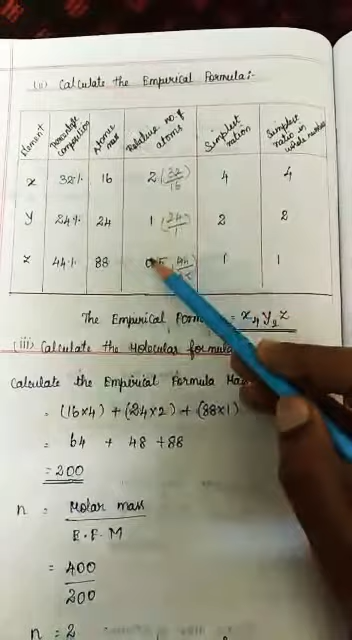 (ii) Calculate the Empirical Formula:-
Element Percentage composition Atomic mass Relative no. of atoms Simplest ration Simplest ratio in whole number
x 32% 16 2 (32/16) 4 4
y 24% 24 1 (24/1) 2 2
z 44% 88 1 1
The Empirical = x4y2z
(iii) Calculate the Molecular formula
Calculate the Empirical Formula
= (16×4) + (24×2) + (88×1)
= 64 + 48 + 88
= 200
n = Molar mass
E.F.M
= 400
200
n = 2